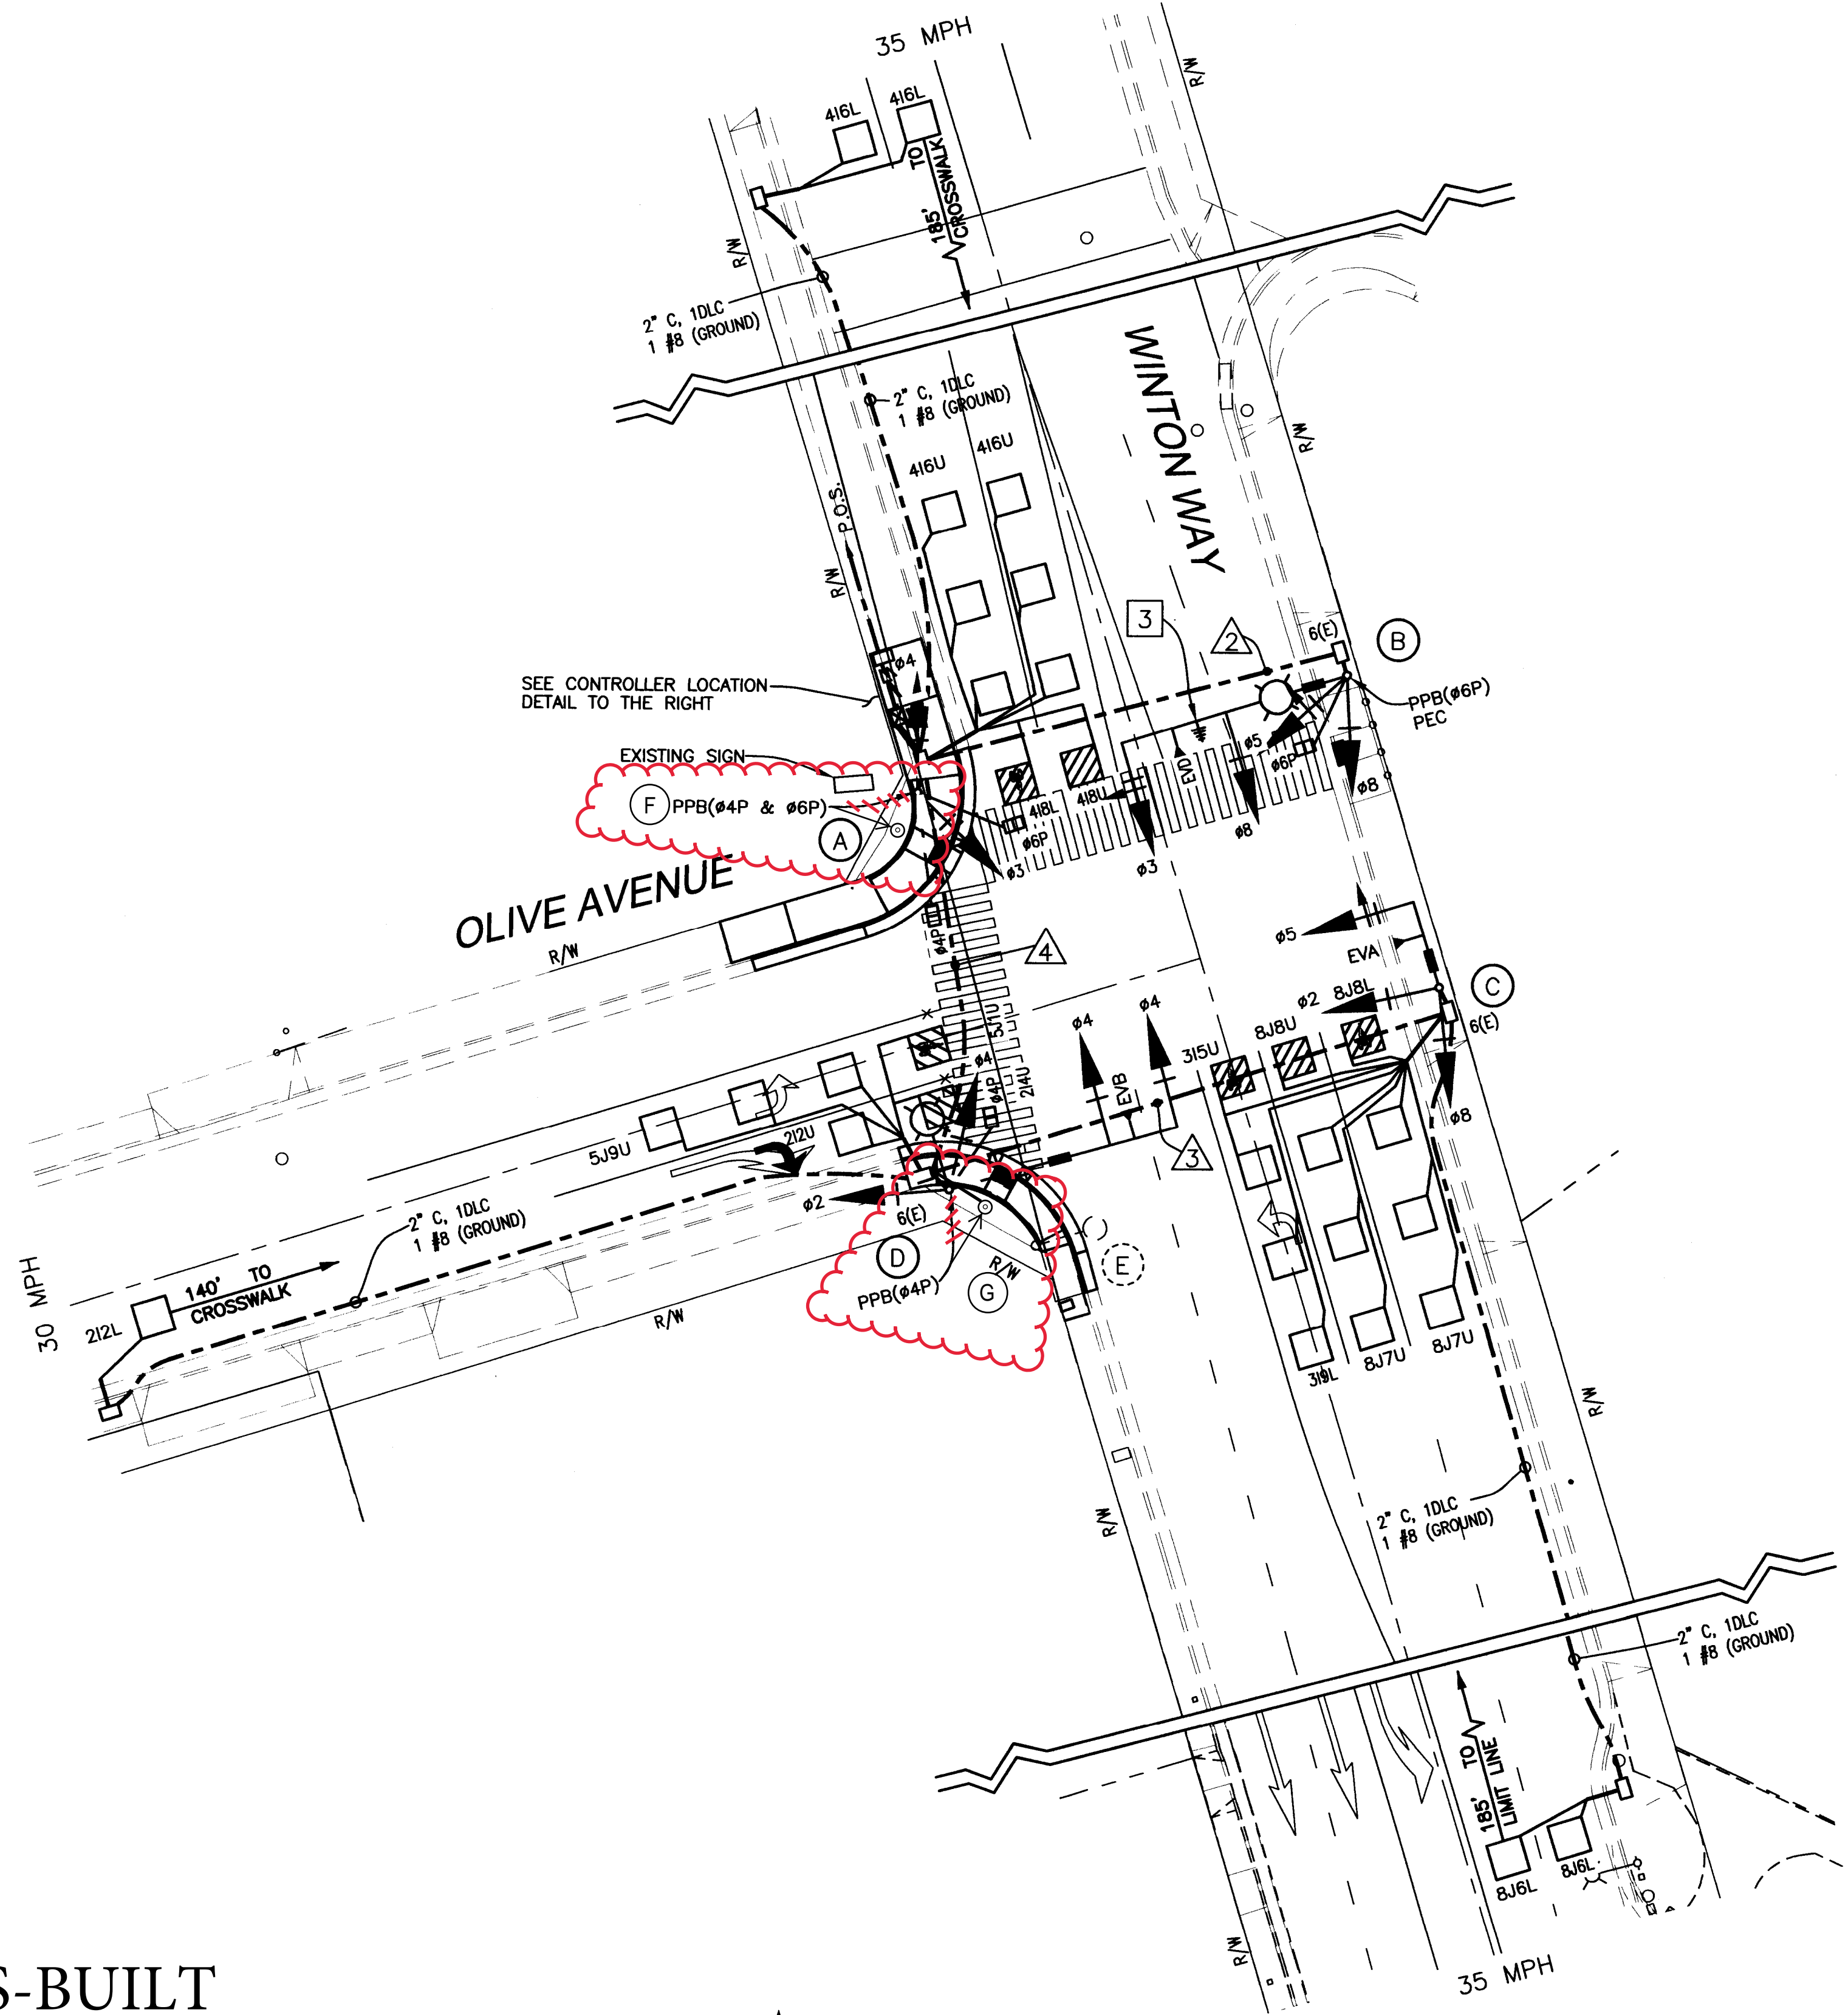 35 MPH
R/W
416L
416L
185' TO
CROSSWALK
R/W
2" C, 1DLC
1 #8 (GROUND)
2" C, 1DLC
1 #8 (GROUND)
WINTON WAY
R/W
416U
416U
P.O.S.
R/W
3
2
6(E)
B
ø4
SEE CONTROLLER LOCATION
DETAIL TO THE RIGHT
PPB(ø6P)
PEC
EXISTING SIGN
ø5
ø6P
EVD
ø8
F
PPB(ø4P & ø6P)
418L
418U
A
ø6P
ø8
ø3
ø3
OLIVE AVENUE
R/W
ø4P
4
ø5
EVA
C
ø2
8J8L
6(E)
ø4
ø4
8J8U
315U
5J1U
ø4
ø4P
214U
EVB
ø8
3
212U
5J9U
ø2
6(E)
2" C, 1DLC
1 #8 (GROUND)
D
R/W
E
PPB(ø4P)
G
30 MPH
140' TO
CROSSWALK
212L
R/W
319L
8J7U
8J7U
R/W
R/W
2" C, 1DLC
1 #8 (GROUND)
2" C, 1DLC
1 #8 (GROUND)
185' TO
LIMIT LINE
8J6L
8J6L
R/W
35 MPH
S-BUILT